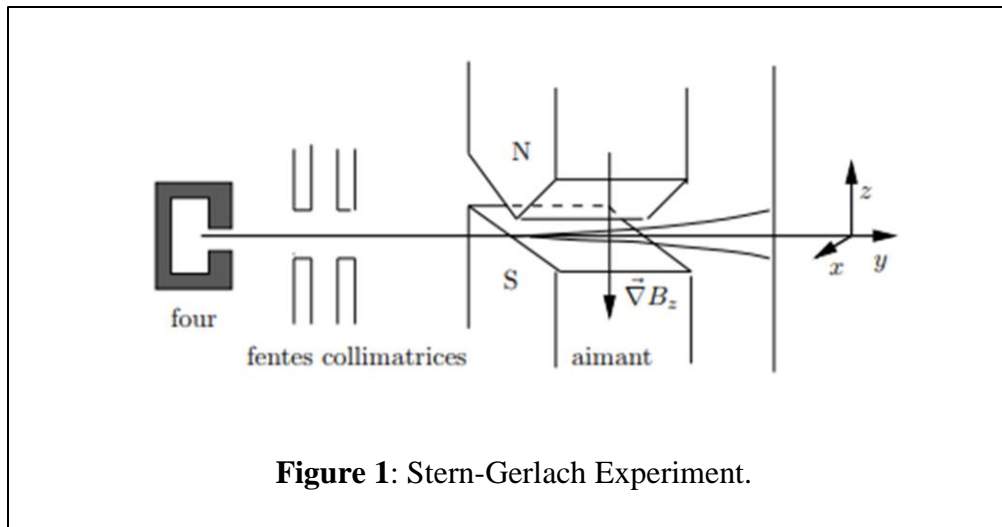 N
z
x
y
S
∇⃗B_z
four
fentes collimatrices
aimant
Figure 1: Stern-Gerlach Experiment.